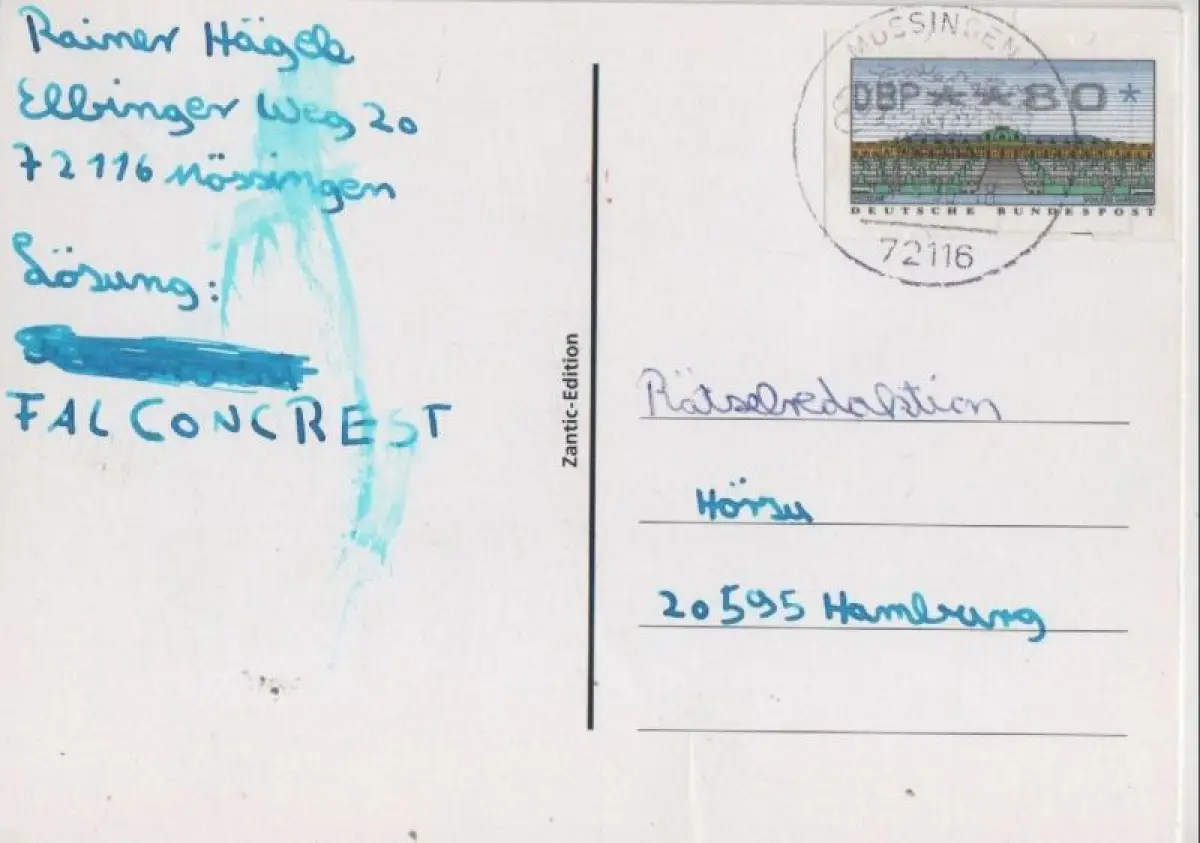 Rainer Hägele
Elbinger Weg 20
72116 Mössingen
Lösung:
FALCONCREST
Zantic-Edition
MÖSSINGEN
DBP ✶✶80 ✶
DEUTSCHE BUNDESPOST
72116
Rätselredaktion
Hörzu
20595 Hamburg